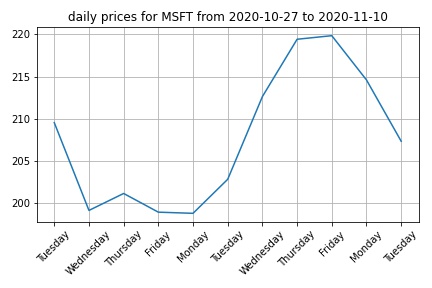 daily prices for MSFT from 2020-10-27 to 2020-11-10
220
215
210
205
200
Tuesday
Wednesday
Thursday
Friday
Monday
Tuesday
Wednesday
Thursday
Friday
Monday
Tuesday